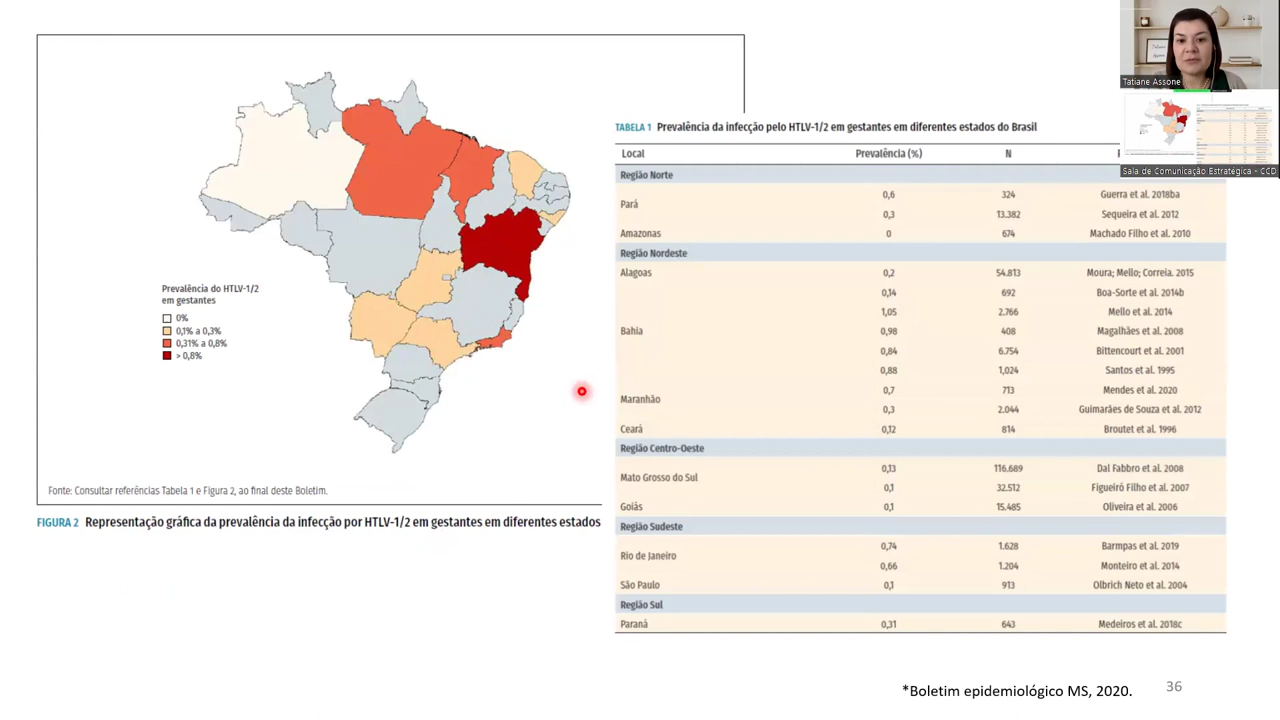 Prevalência do HTLV-1/2
em gestantes
0%
0,1% a 0,3%
0,31% a 0,8%
> 0,8%
Fonte: Consultar referências Tabela 1 e Figura 2, ao final deste Boletim.
FIGURA 2 Representação gráfica da prevalência da infecção por HTLV-1/2 em gestantes em diferentes estados
TABELA 1 Prevalência da infecção pelo HTLV-1/2 em gestantes em diferentes estados do Brasil
Local Prevalência (%) N
Região Norte
Pará
0,6 324 Guerra et al. 2018ba
0,3 13.382 Sequeira et al. 2012
Amazonas 0 674 Machado Filho et al. 2010
Região Nordeste
Alagoas 0,2 54.813 Moura; Mello; Correia. 2015
Bahia
0,14 692 Boa-Sorte et al. 2014b
1,05 2.766 Mello et al. 2014
0,98 408 Magalhães et al. 2008
0,84 6.754 Bittencourt et al. 2001
0,88 1,024 Santos et al. 1995
Maranhão
0,7 713 Mendes et al. 2020
0,3 2.044 Guimarães de Souza et al. 2012
Ceará 0,12 814 Broutet et al. 1996
Região Centro-Oeste
Mato Grosso do Sul
0,13 116.689 Dal Fabbro et al. 2008
0,1 32.512 Figueiró Filho et al. 2007
Goiás 0,1 15.485 Oliveira et al. 2006
Região Sudeste
Rio de Janeiro
0,74 1.628 Barmpas et al. 2019
0,66 1.204 Monteiro et al. 2014
São Paulo 0,1 913 Olbrich Neto et al. 2004
Região Sul
Paraná 0,31 643 Medeiros et al. 2018c
*Boletim epidemiológico MS, 2020.
36
Tatiane Assone
Sala de Comunicação Estratégica - CCD